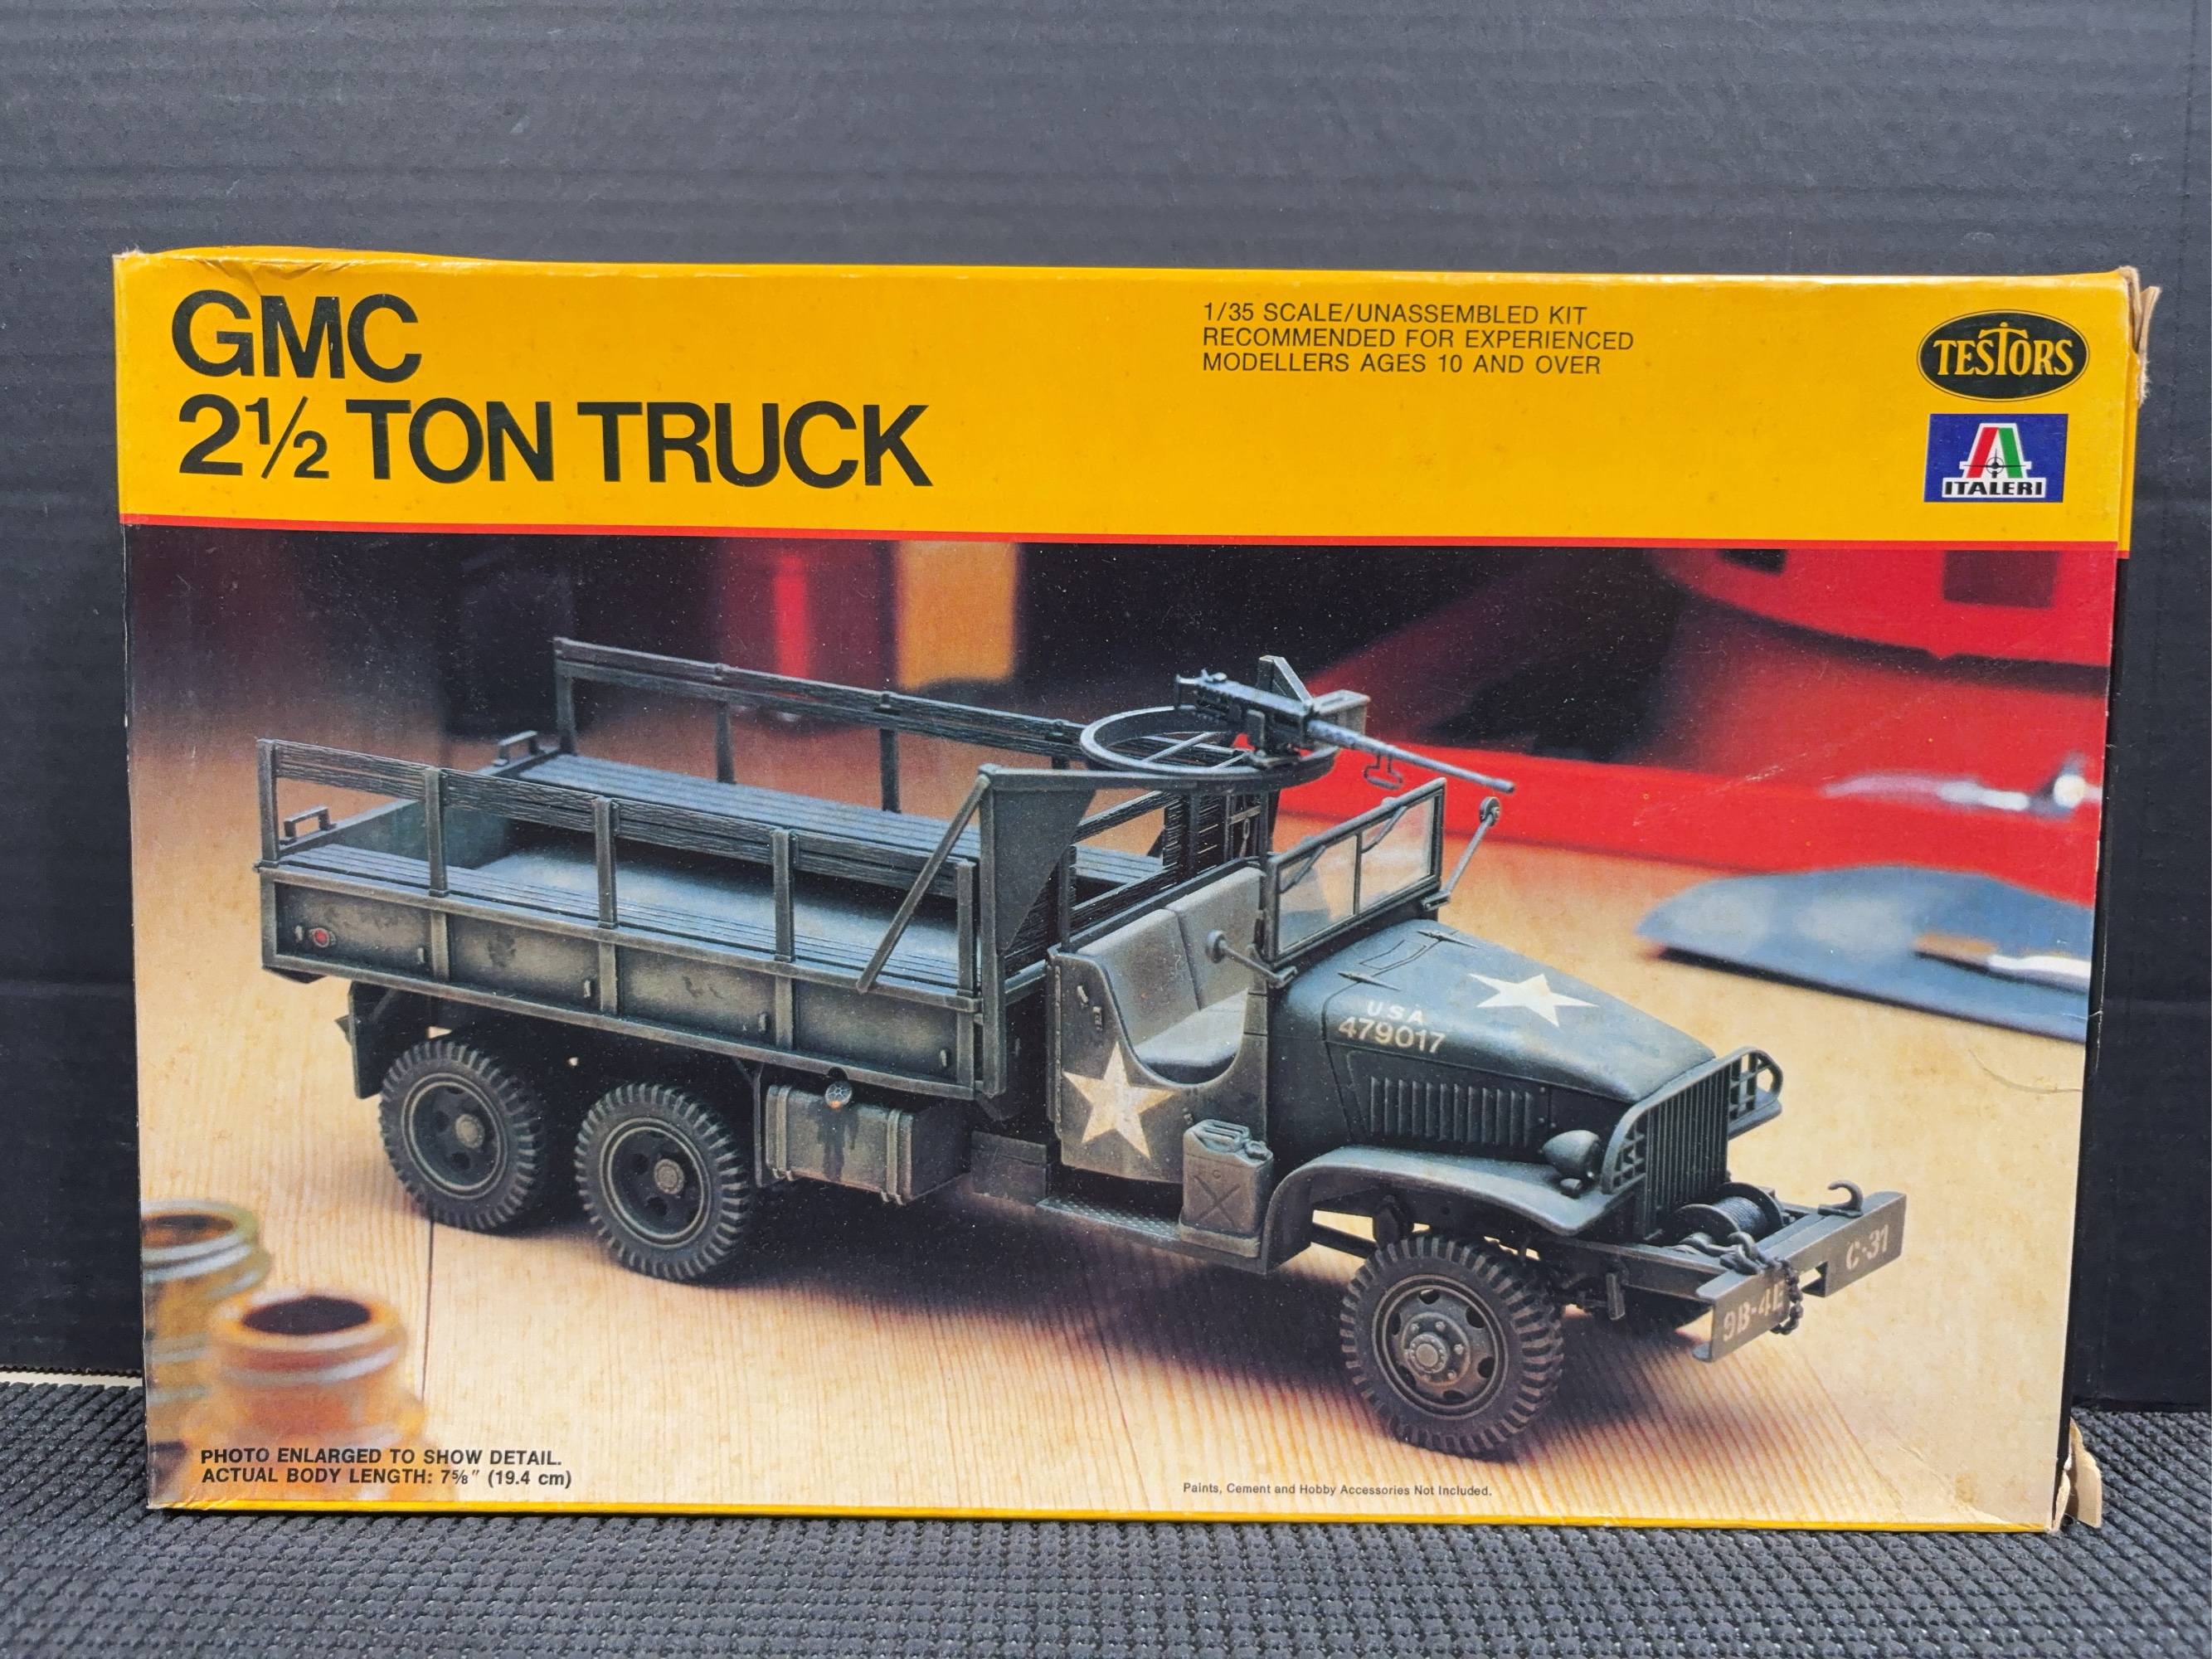 GMC
2½ TON TRUCK
1/35 SCALE/UNASSEMBLED KIT
RECOMMENDED FOR EXPERIENCED
MODELLERS AGES 10 AND OVER
TESTORS
ITALERI
U S A
479017
C-31
9B-4E
PHOTO ENLARGED TO SHOW DETAIL.
ACTUAL BODY LENGTH: 7⅝" (19.4 cm)
Paints, Cement and Hobby Accessories Not Included.